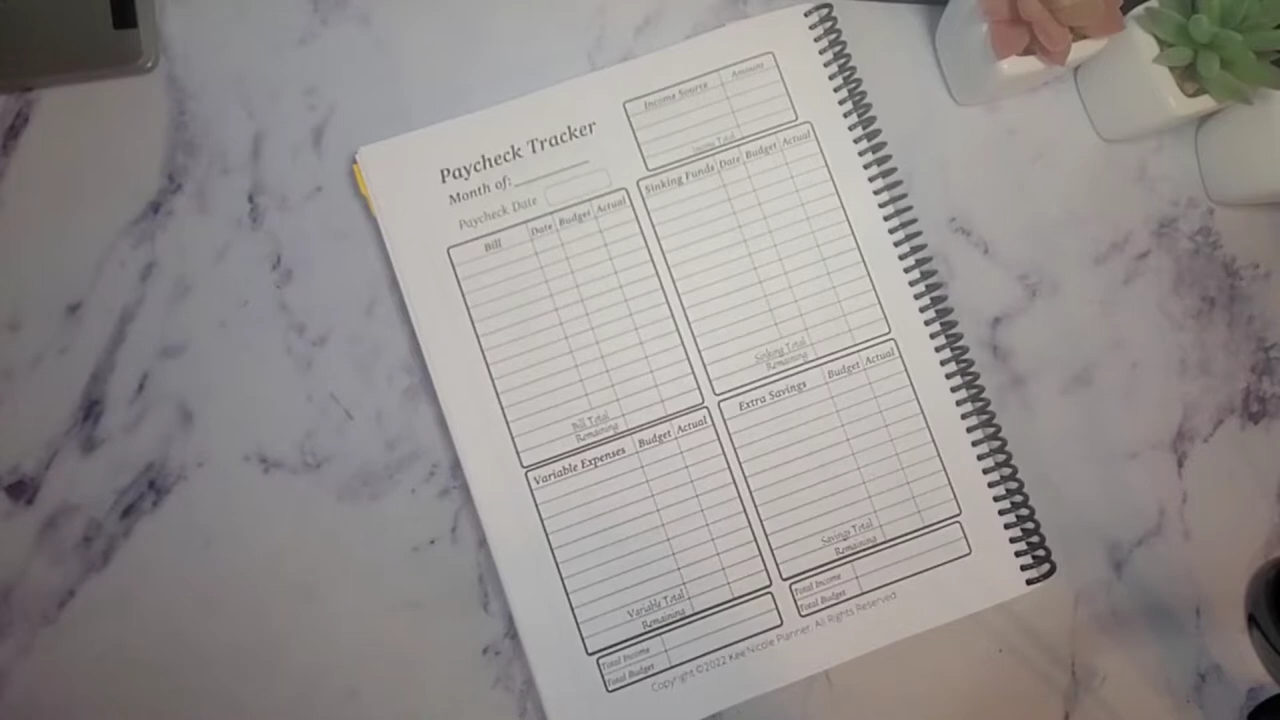 Paycheck Tracker
Month of:
Paycheck Date
Income Source Amount
Income Total
Bill Date Budget Actual
Bill Total
Remaining
Sinking Funds Date Budget Actual
Sinking Total
Remaining
Variable Expenses Budget Actual
Variable Total
Remaining
Extra Savings Budget Actual
Savings Total
Remaining
Total Income
Total Budget
Total Income
Total Budget
Copyright ©2022 Kee'Nicole Planner. All Rights Reserved